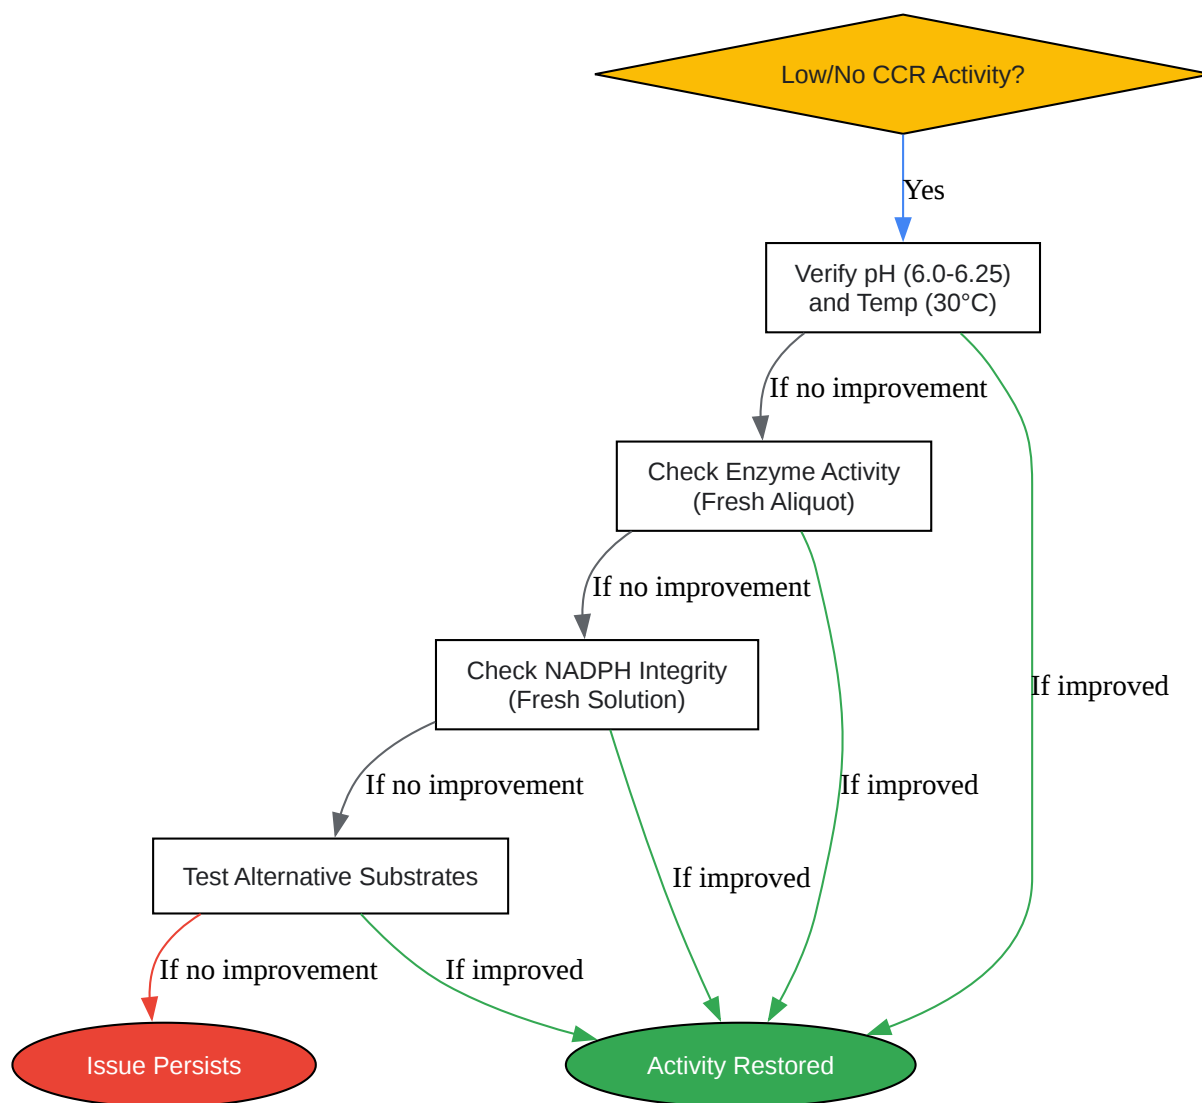 Low/No CCR Activity?
Yes
Verify pH (6.0-6.25)
and Temp (30°C)
If no improvement
Check Enzyme Activity
(Fresh Aliquot)
If no improvement
Check NADPH Integrity
(Fresh Solution)
If improved
If no improvement
If improved
Test Alternative Substrates
If improved
If no improvement
If improved
Issue Persists
Activity Restored